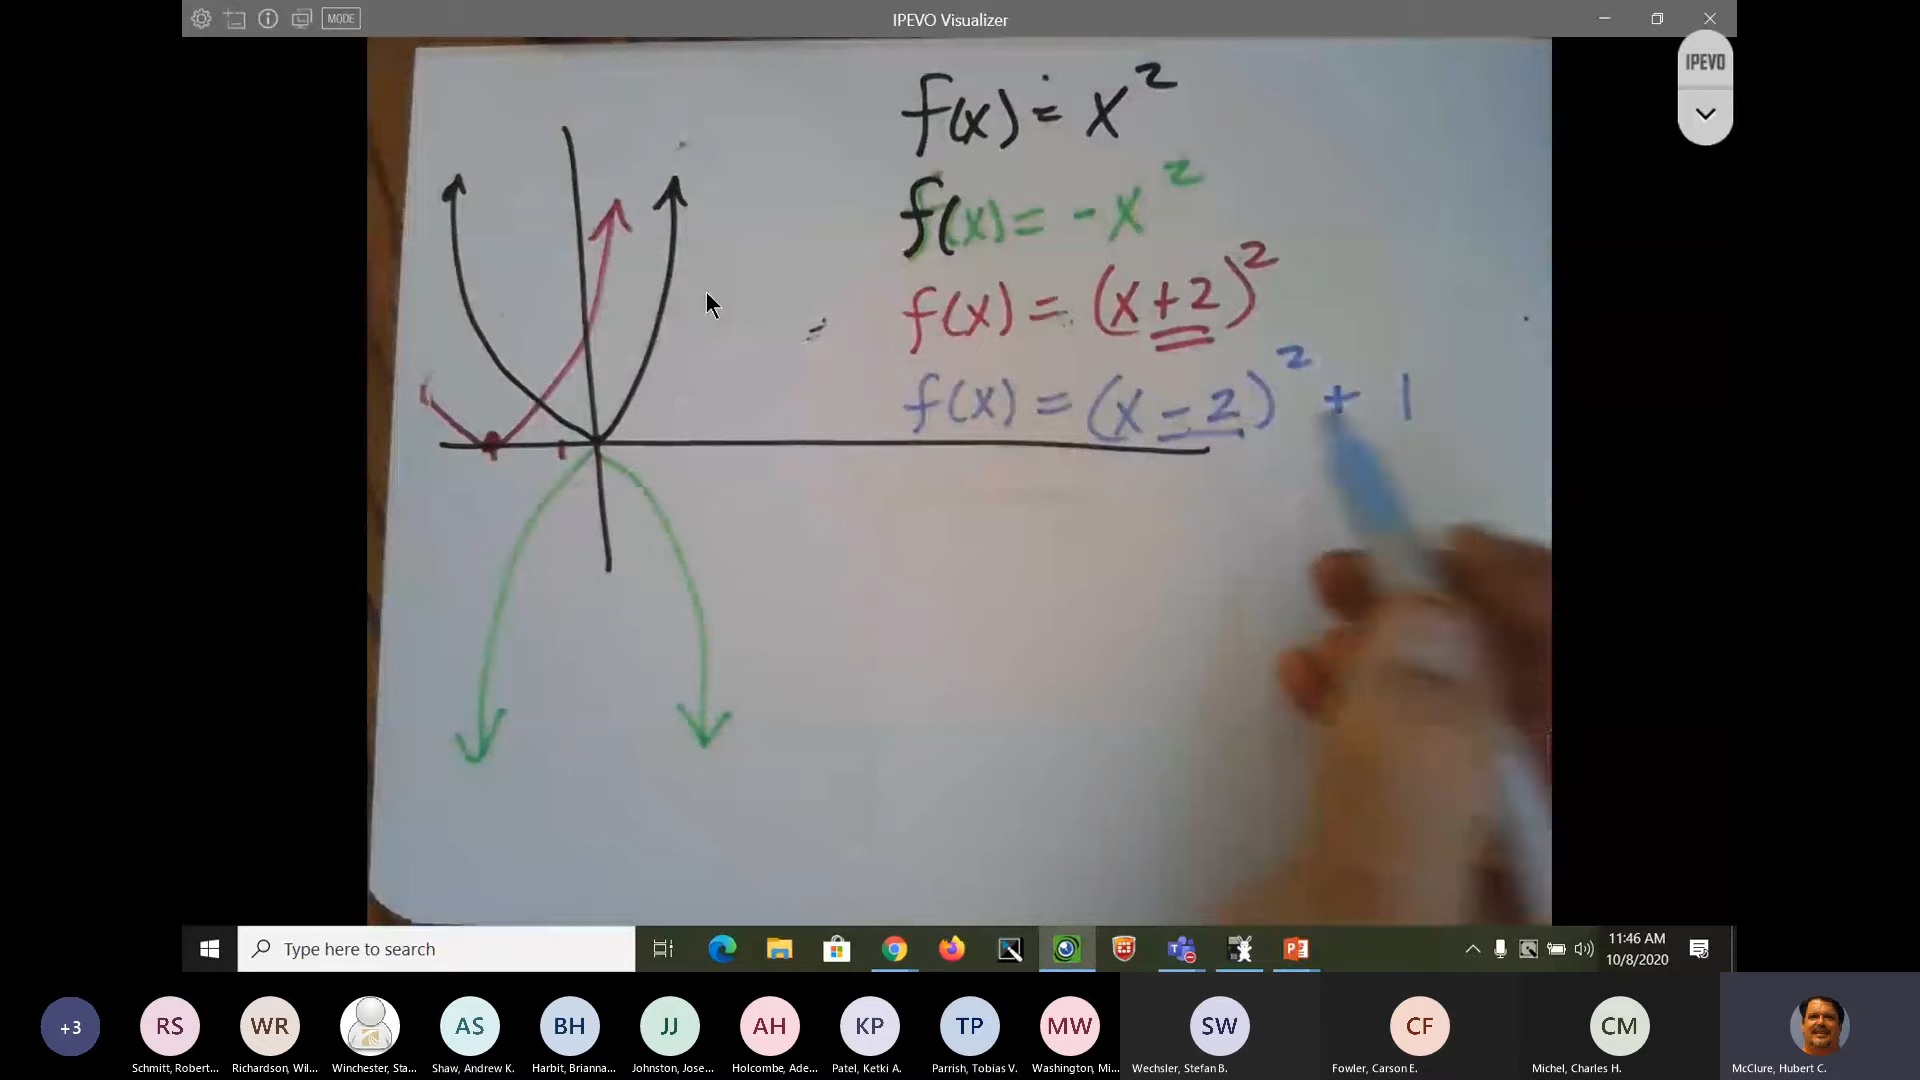 MODE
IPEVO Visualizer
IPEVO
f(x) = x²
f(x) = -x²
f(x) = (x+2)²
f(x) = (x-2)² + 1
Type here to search
11:46 AM
10/8/2020
+3
RS
WR
AS
BH
JJ
AH
KP
TP
MW
SW
CF
CM
Schmitt, Robert...
Richardson, Wil...
Winchester, Sta...
Shaw, Andrew K.
Harbit, Brianna...
Johnston, Jose...
Holcombe, Ade...
Patel, Ketki A.
Parrish, Tobias V.
Washington, Mi...
Wechsler, Stefan B.
Fowler, Carson E.
Michel, Charles H.
McClure, Hubert C.